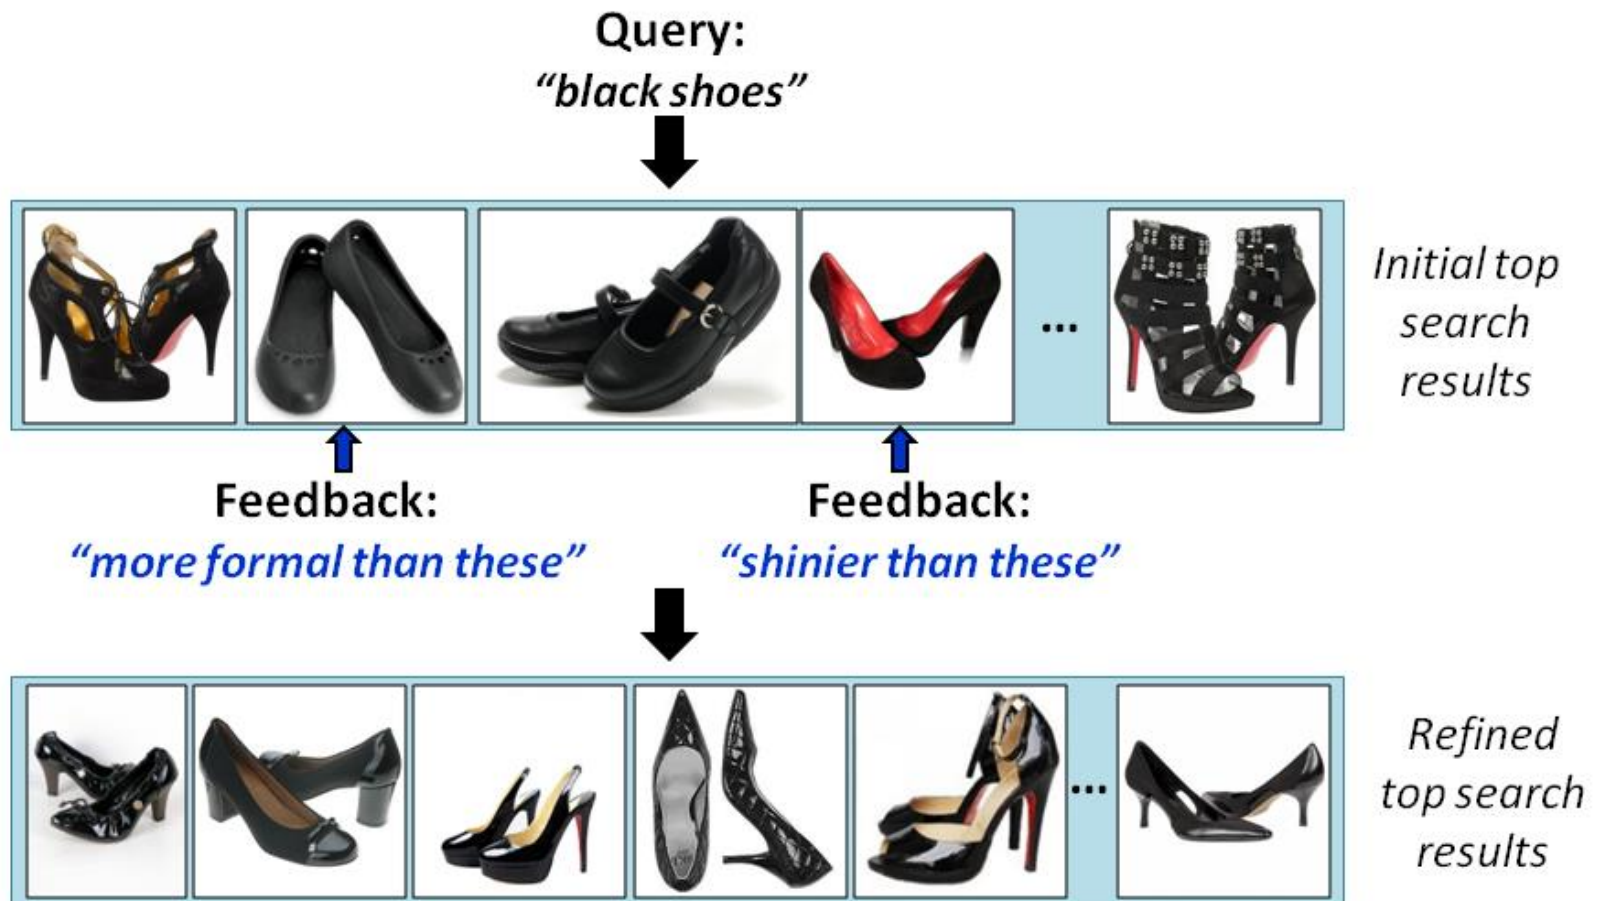 Query:
“black shoes”
...
Initial top
search
results
Feedback:
“more formal than these”
Feedback:
“shinier than these”
...
Refined
top search
results